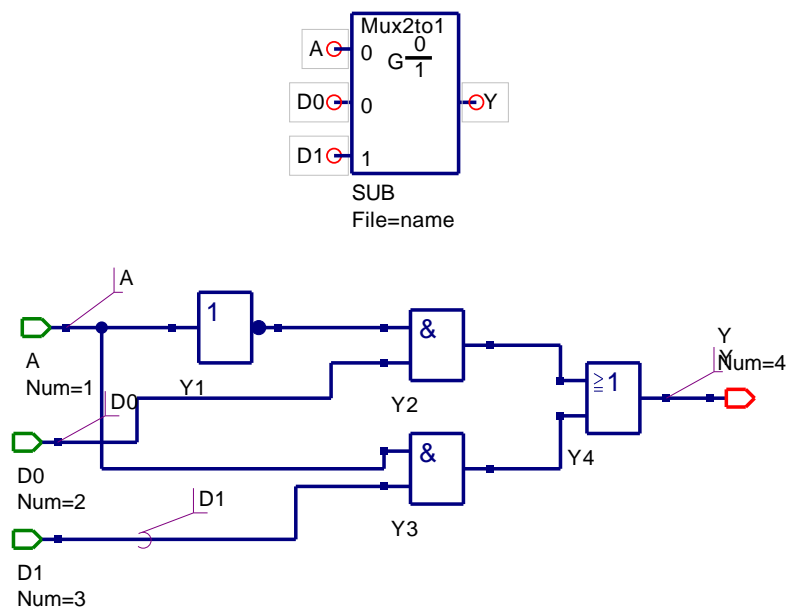 Mux2to1
A
0
G 0
1
D0
0
Y
D1
1
SUB
File=name
A
1
&
Y
Y
Num=4
A
Num=1
Y1
D0
Y2
≧1
D0
Num=2
&
Y4
D1
Y3
D1
Num=3